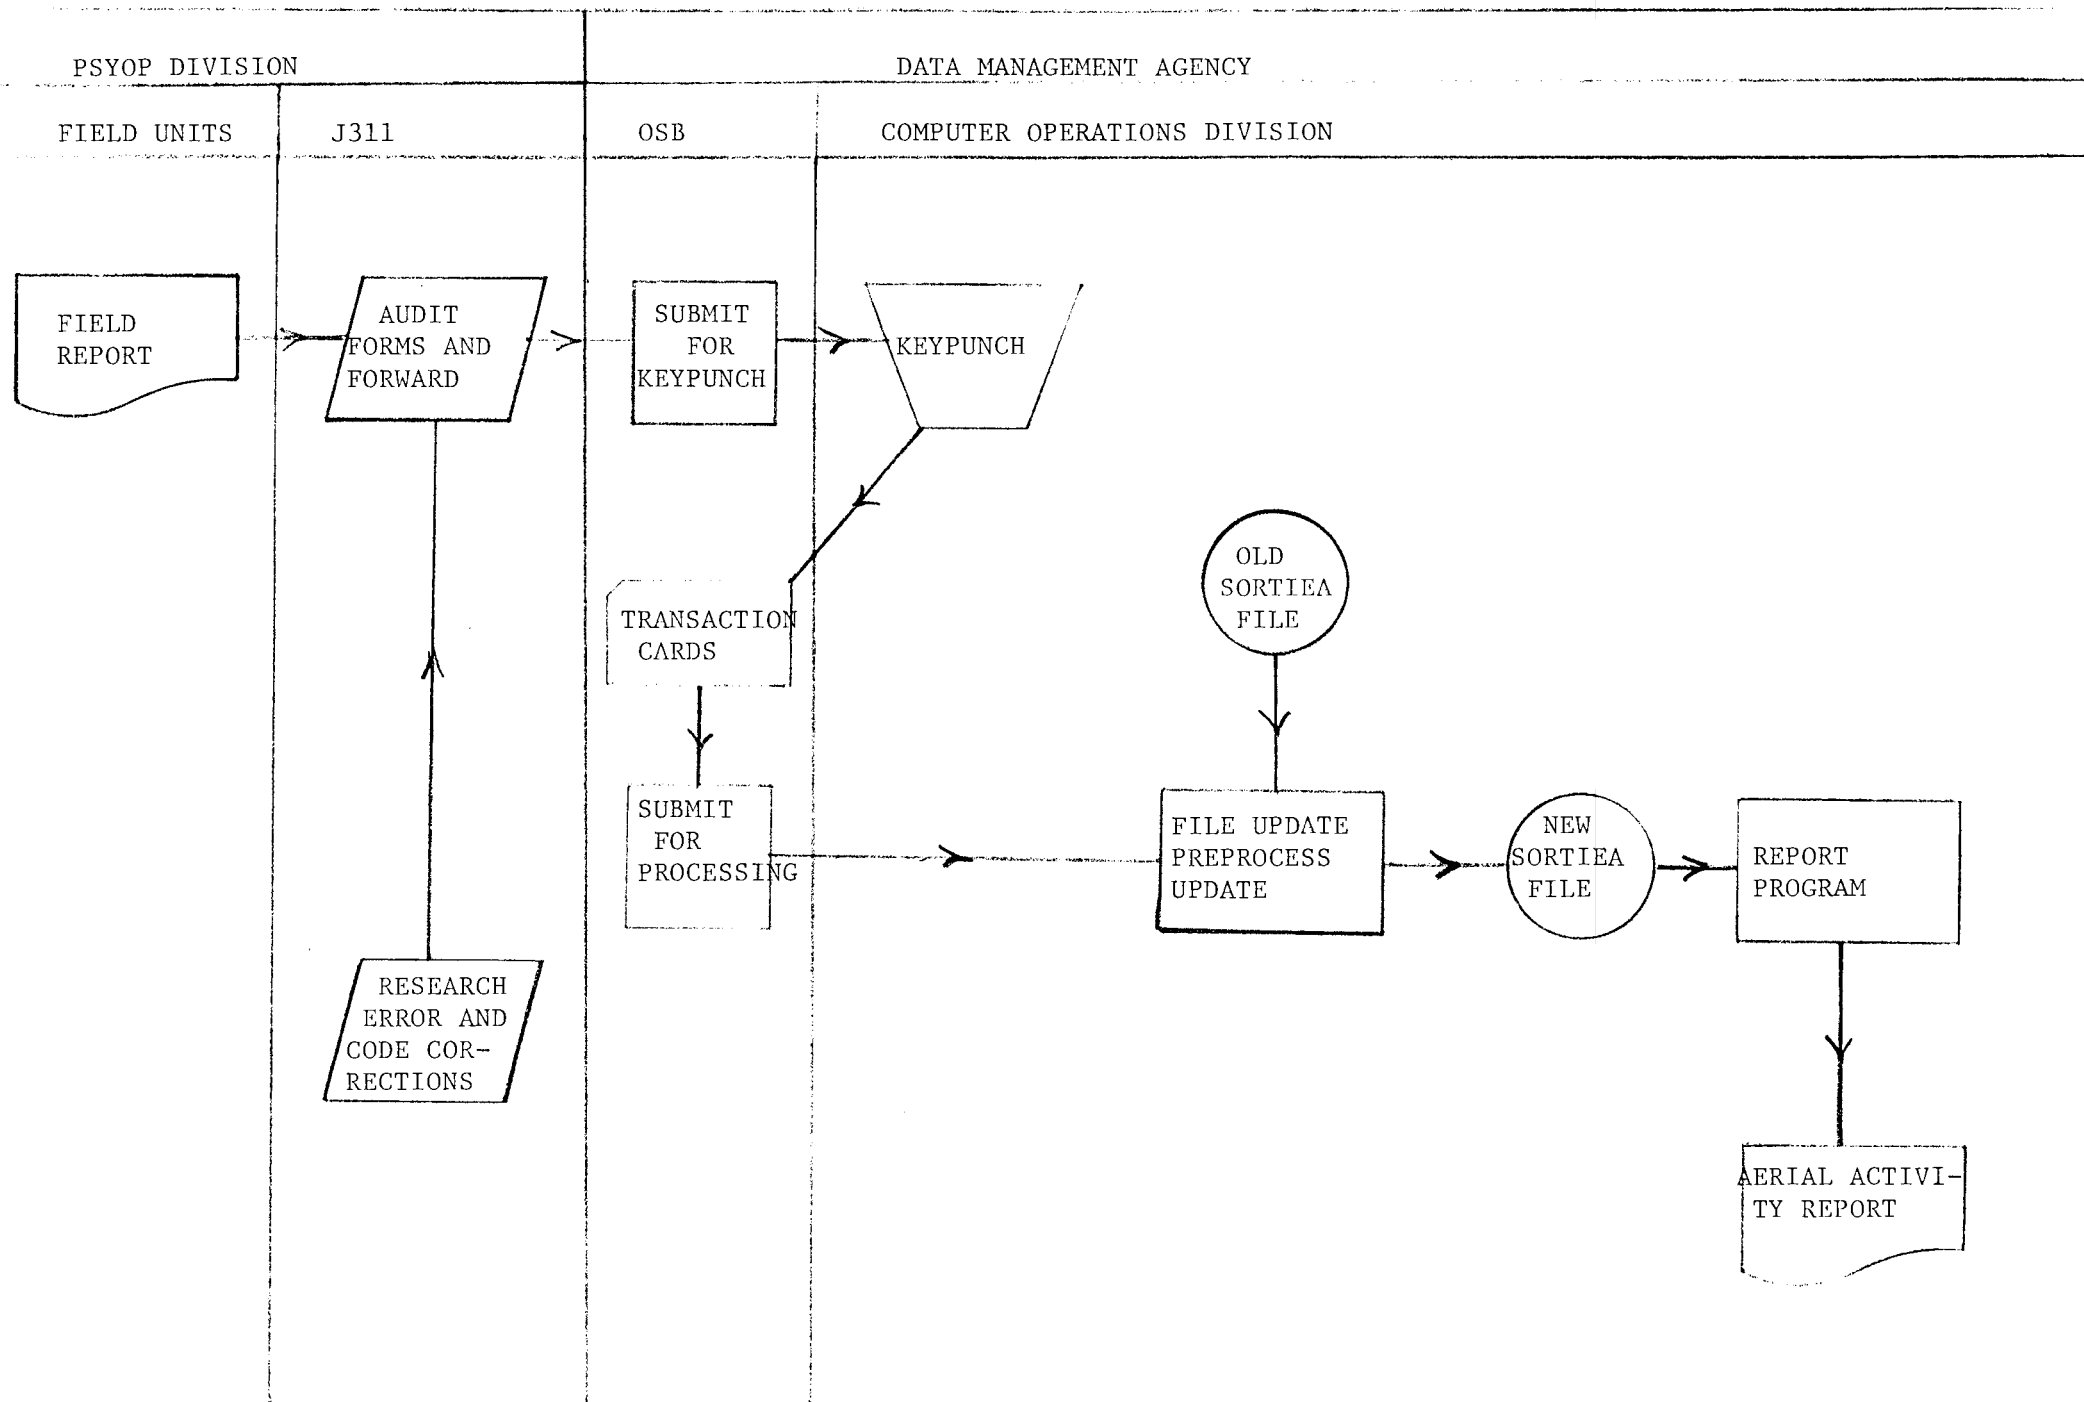 PSYOP DIVISION
DATA MANAGEMENT AGENCY
FIELD UNITS
J311
OSB
COMPUTER OPERATIONS DIVISION
FIELD
REPORT
AUDIT
FORMS AND
FORWARD
SUBMIT
FOR
KEYPUNCH
KEYPUNCH
TRANSACTION
CARDS
OLD
SORTIEA
FILE
SUBMIT
FOR
PROCESSING
FILE UPDATE
PREPROCESS
UPDATE
NEW
SORTIEA
FILE
REPORT
PROGRAM
RESEARCH
ERROR AND
CODE COR-
RECTIONS
AERIAL ACTIVI-
TY REPORT